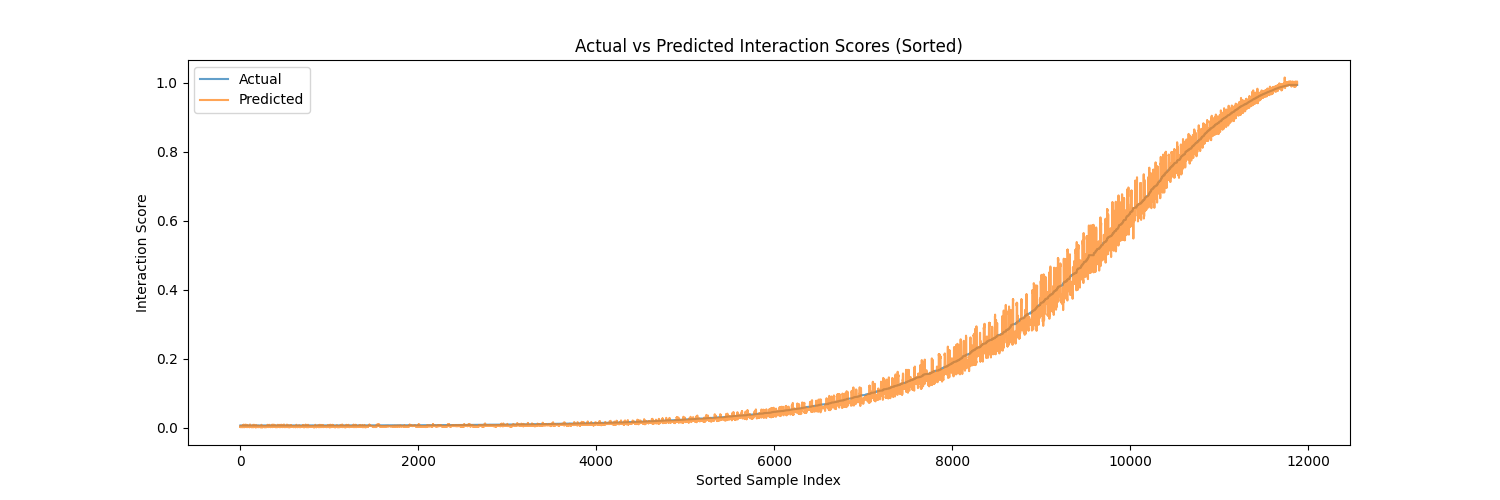 Actual vs Predicted Interaction Scores (Sorted)
Actual
Predicted
Interaction Score
1.0
0.8
0.6
0.4
0.2
0.0
0 2000 4000 6000 8000 10000 12000
Sorted Sample Index